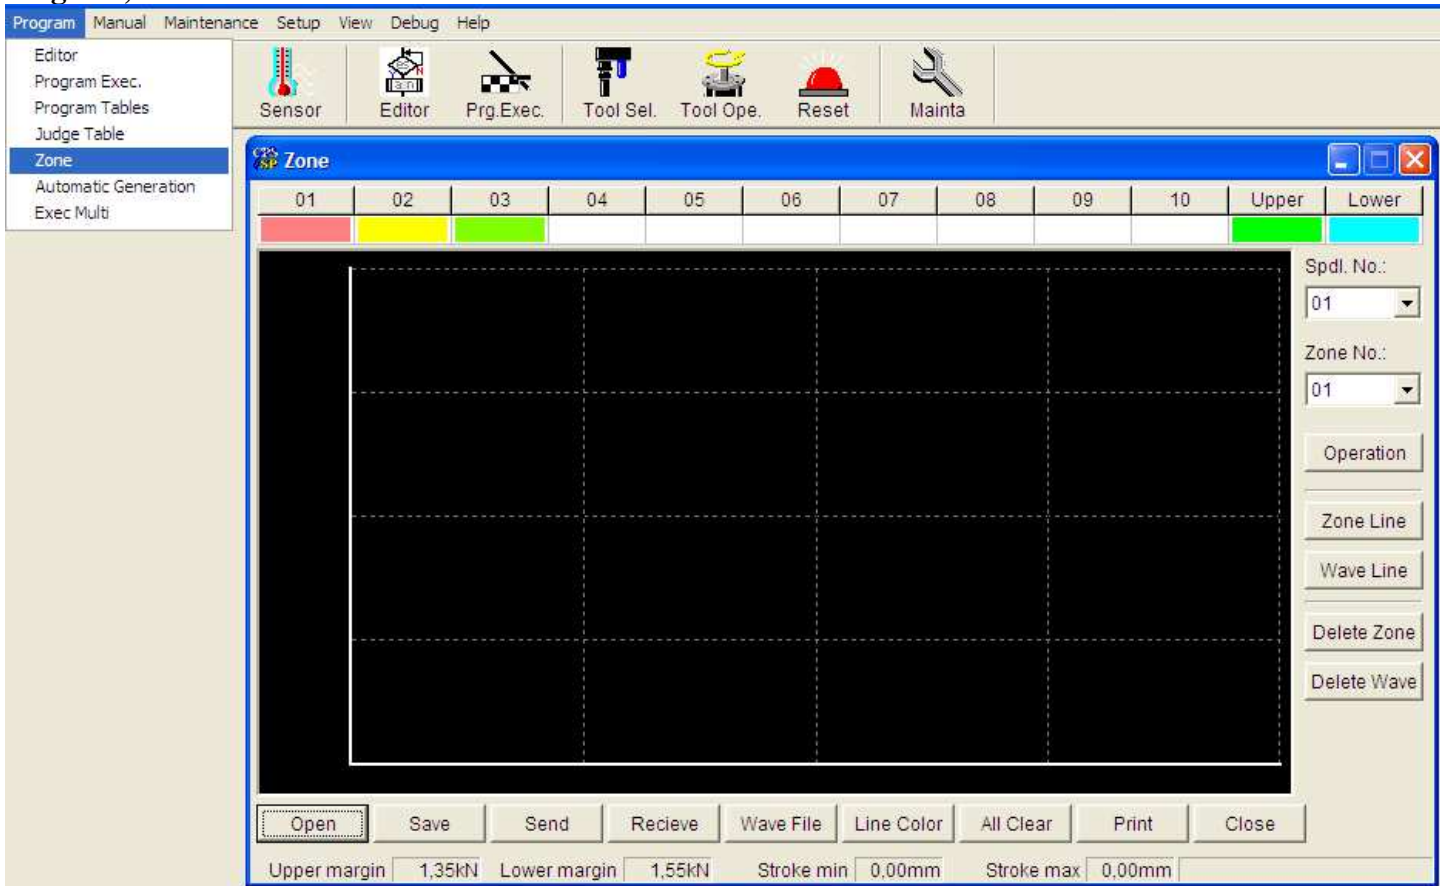 Program Manual Maintenance Setup View Debug Help
Editor
Program Exec.
Program Tables
Judge Table
Zone
Automatic Generation
Exec Multi
Sensor Editor Prg.Exec. Tool Sel. Tool Ope. Reset Mainta
Zone
01 02 03 04 05 06 07 08 09 10 Upper Lower
Spdl. No.:
01
Zone No.:
01
Operation
Zone Line
Wave Line
Delete Zone
Delete Wave
Open Save Send Recieve Wave File Line Color All Clear Print Close
Upper margin 1,35kN Lower margin 1,55kN Stroke min 0,00mm Stroke max 0,00mm